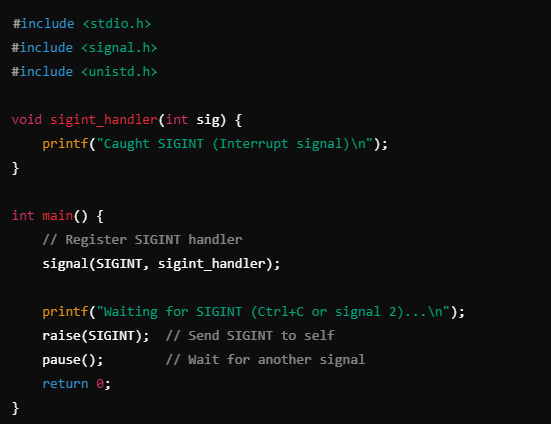 #include <stdio.h>
#include <signal.h>
#include <unistd.h>

void sigint_handler(int sig) {
    printf("Caught SIGINT (Interrupt signal)\n");
}

int main() {
    // Register SIGINT handler
    signal(SIGINT, sigint_handler);

    printf("Waiting for SIGINT (Ctrl+C or signal 2)...\n");
    raise(SIGINT);  // Send SIGINT to self
    pause();        // Wait for another signal
    return 0;
}